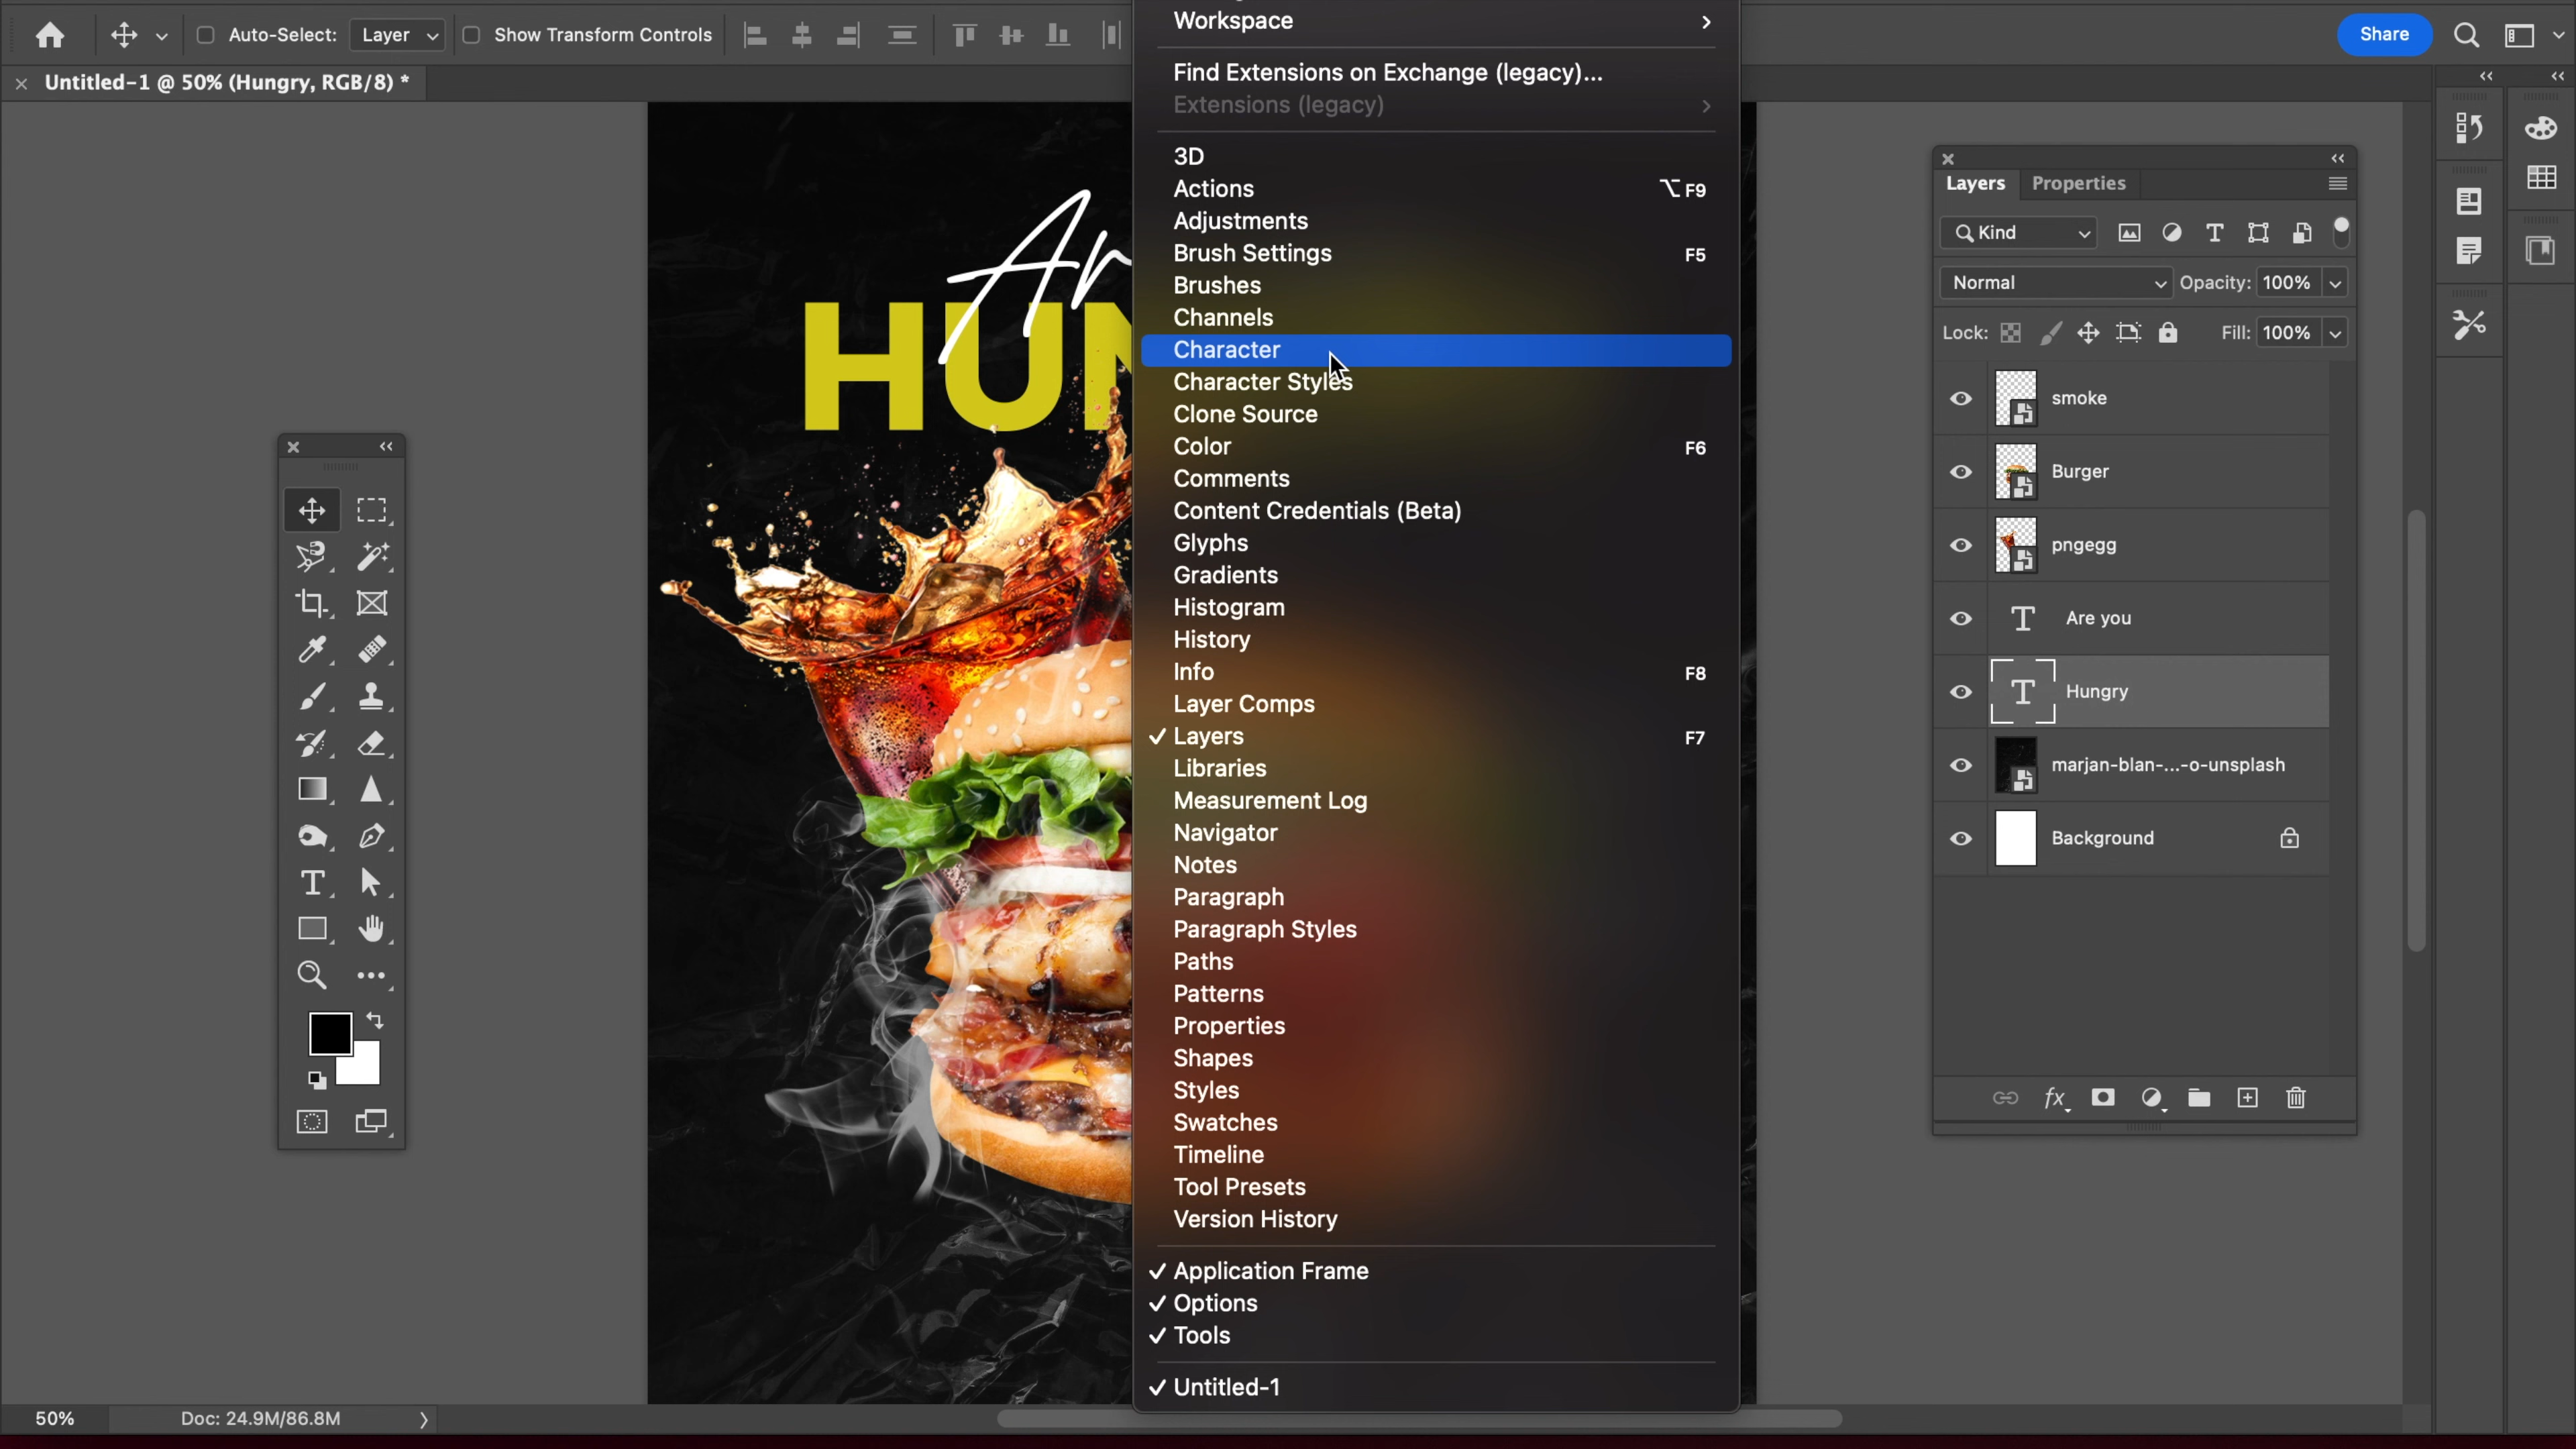 Auto-Select: Layer Show Transform Controls Share
Untitled-1 @ 50% (Hungry, RGB/8) *
HUN
Workspace
Find Extensions on Exchange (legacy)...
Extensions (legacy)
3D
Actions ⌥ F9
Adjustments
Brush Settings F5
Brushes
Channels
Character
Character Styles
Clone Source
Color F6
Comments
Content Credentials (Beta)
Glyphs
Gradients
Histogram
History
Info F8
Layer Comps
✓ Layers F7
Libraries
Measurement Log
Navigator
Notes
Paragraph
Paragraph Styles
Paths
Patterns
Properties
Shapes
Styles
Swatches
Timeline
Tool Presets
Version History
✓ Application Frame
✓ Options
✓ Tools
✓ Untitled-1
Layers Properties
Kind
Normal Opacity: 100%
Lock: Fill: 100%
smoke
Burger
pngegg
Are you
Hungry
marjan-blan-...-o-unsplash
Background
50% Doc: 24.9M/86.8M